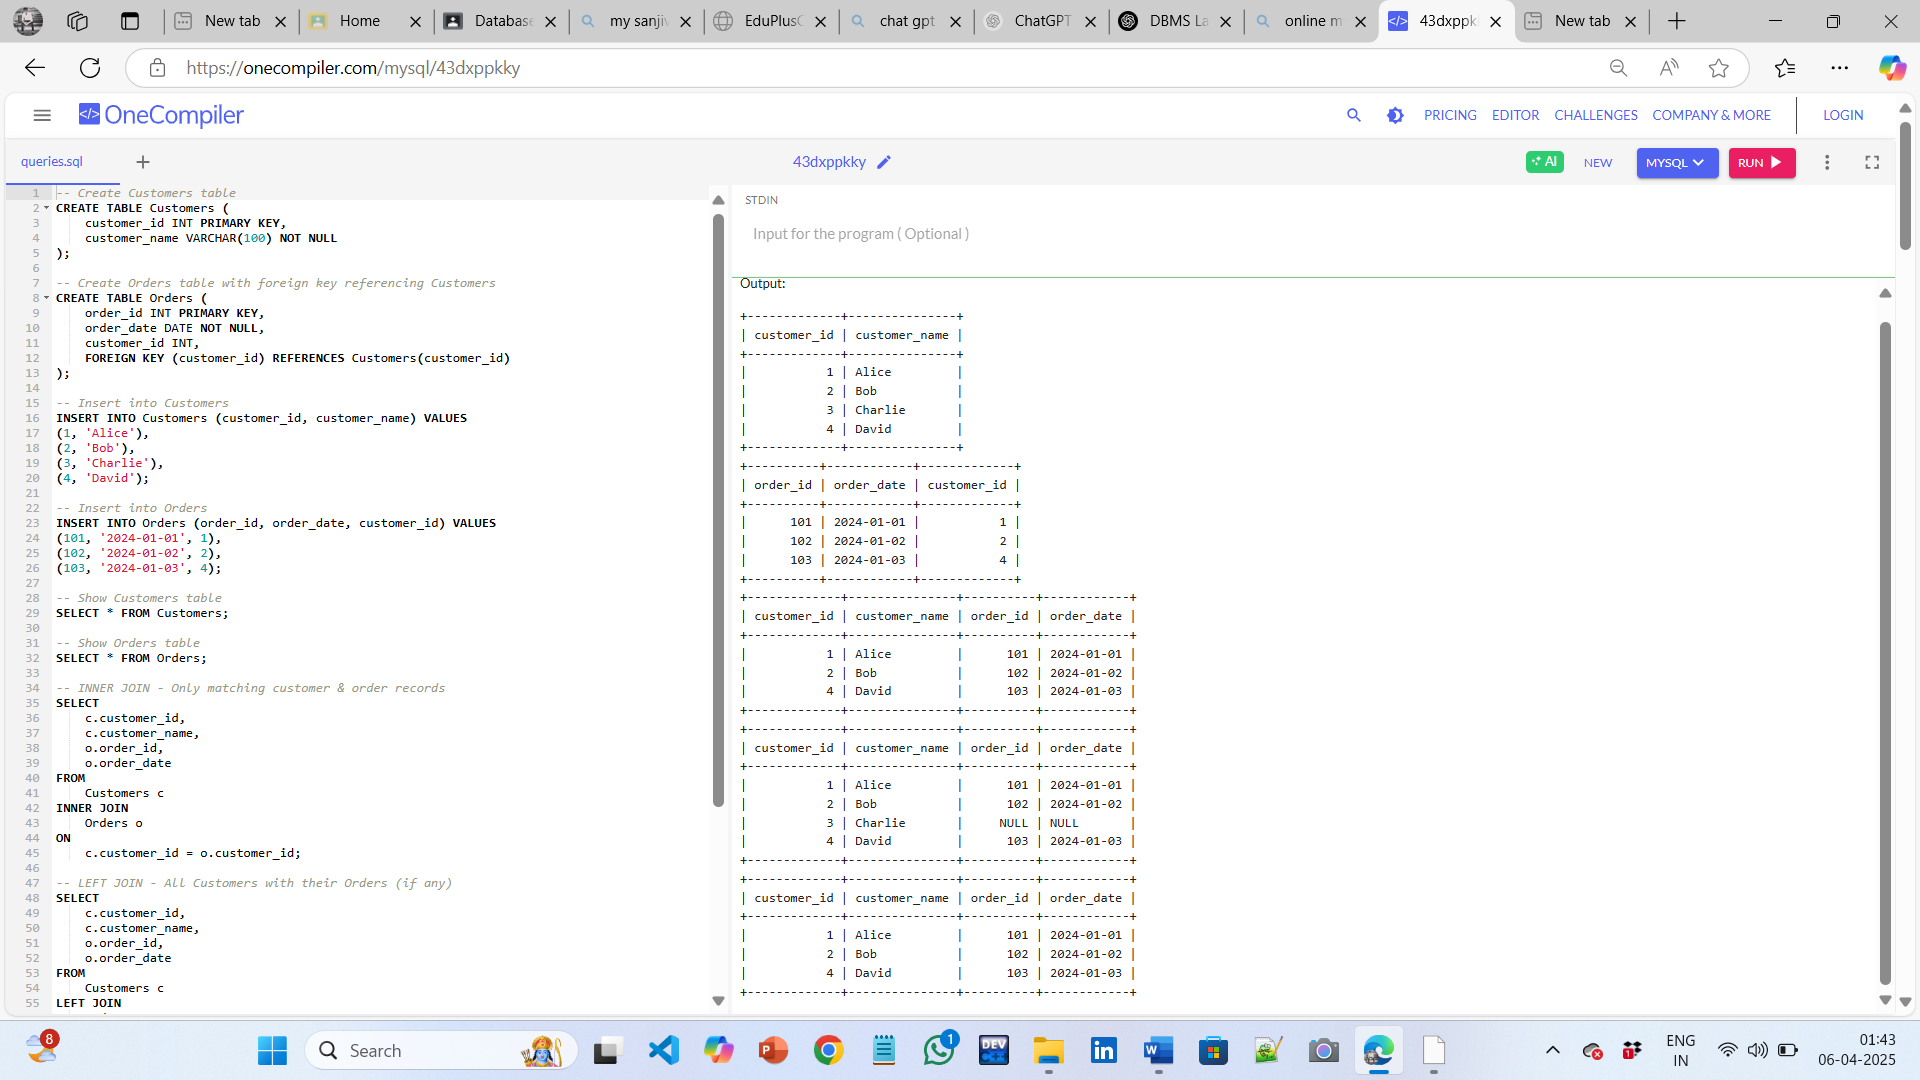 New tab
Home
Database
my sanji
EduPlusC
chat gpt
ChatGPT
DBMS La
online m
43dxppk
New tab
https://onecompiler.com/mysql/43dxppkky
OneCompiler
PRICING
EDITOR
CHALLENGES
COMPANY & MORE
LOGIN
queries.sql
43dxppkky
AI
NEW
MYSQL
RUN
1 -- Create Customers table
2 CREATE TABLE Customers (
3 customer_id INT PRIMARY KEY,
4 customer_name VARCHAR(100) NOT NULL
5 );
6
7 -- Create Orders table with foreign key referencing Customers
8 CREATE TABLE Orders (
9 order_id INT PRIMARY KEY,
10 order_date DATE NOT NULL,
11 customer_id INT,
12 FOREIGN KEY (customer_id) REFERENCES Customers(customer_id)
13 );
14
15 -- Insert into Customers
16 INSERT INTO Customers (customer_id, customer_name) VALUES
17 (1, 'Alice'),
18 (2, 'Bob'),
19 (3, 'Charlie'),
20 (4, 'David');
21
22 -- Insert into Orders
23 INSERT INTO Orders (order_id, order_date, customer_id) VALUES
24 (101, '2024-01-01', 1),
25 (102, '2024-01-02', 2),
26 (103, '2024-01-03', 4);
27
28 -- Show Customers table
29 SELECT * FROM Customers;
30
31 -- Show Orders table
32 SELECT * FROM Orders;
33
34 -- INNER JOIN - Only matching customer & order records
35 SELECT
36 c.customer_id,
37 c.customer_name,
38 o.order_id,
39 o.order_date
40 FROM
41 Customers c
42 INNER JOIN
43 Orders o
44 ON
45 c.customer_id = o.customer_id;
46
47 -- LEFT JOIN - All Customers with their Orders (if any)
48 SELECT
49 c.customer_id,
50 c.customer_name,
51 o.order_id,
52 o.order_date
53 FROM
54 Customers c
55 LEFT JOIN
STDIN
Input for the program ( Optional )
Output:
+-------------+---------------+
| customer_id | customer_name |
+-------------+---------------+
| 1 | Alice |
| 2 | Bob |
| 3 | Charlie |
| 4 | David |
+-------------+---------------+
+----------+------------+-------------+
| order_id | order_date | customer_id |
+----------+------------+-------------+
| 101 | 2024-01-01 | 1 |
| 102 | 2024-01-02 | 2 |
| 103 | 2024-01-03 | 4 |
+----------+------------+-------------+
+-------------+---------------+----------+------------+
| customer_id | customer_name | order_id | order_date |
+-------------+---------------+----------+------------+
| 1 | Alice | 101 | 2024-01-01 |
| 2 | Bob | 102 | 2024-01-02 |
| 4 | David | 103 | 2024-01-03 |
+-------------+---------------+----------+------------+
+-------------+---------------+----------+------------+
| customer_id | customer_name | order_id | order_date |
+-------------+---------------+----------+------------+
| 1 | Alice | 101 | 2024-01-01 |
| 2 | Bob | 102 | 2024-01-02 |
| 3 | Charlie | NULL | NULL |
| 4 | David | 103 | 2024-01-03 |
+-------------+---------------+----------+------------+
+-------------+---------------+----------+------------+
| customer_id | customer_name | order_id | order_date |
+-------------+---------------+----------+------------+
| 1 | Alice | 101 | 2024-01-01 |
| 2 | Bob | 102 | 2024-01-02 |
| 4 | David | 103 | 2024-01-03 |
+-------------+---------------+----------+------------+
8
Search
1
DEV
C++
ENG
IN
01:43
06-04-2025